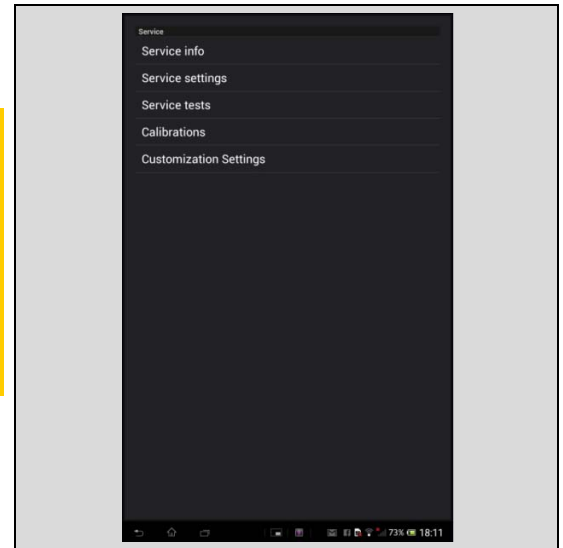 Service
Service info
Service settings
Service tests
Calibrations
Customization Settings
73% 18:11